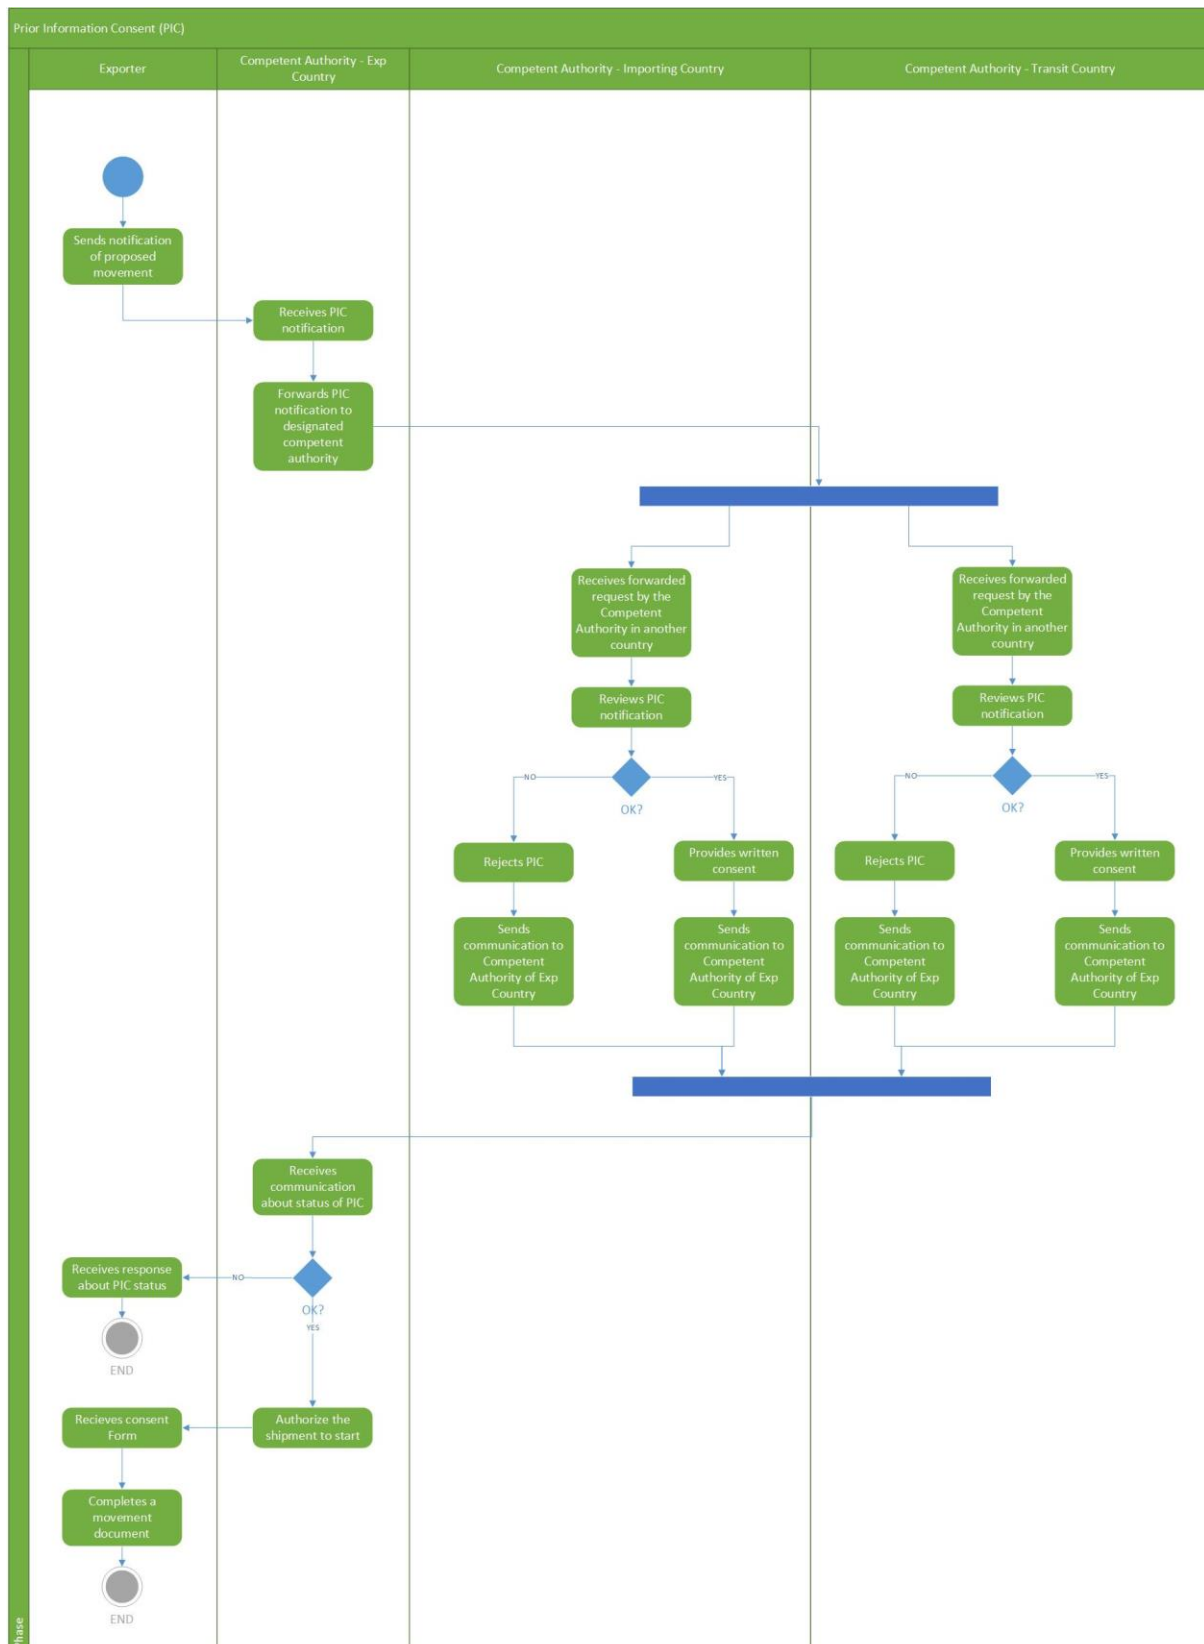 Prior Information Consent (PIC)
Exporter
Competent Authority - Exp
Country
Competent Authority - Importing Country
Competent Authority - Transit Country
Sends notification
of proposed
movement
Receives PIC
notification
Forwards PIC
notification to
designated
competent
authority
Receives forwarded
request by the
Competent
Authority in another
country
Receives forwarded
request by the
Competent
Authority in another
country
Reviews PIC
notification
Reviews PIC
notification
NO
YES
OK?
NO
YES
OK?
Rejects PIC
Provides written
consent
Rejects PIC
Provides written
consent
Sends
communication to
Competent
Authority of Exp
Country
Sends
communication to
Competent
Authority of Exp
Country
Sends
communication to
Competent
Authority of Exp
Country
Sends
communication to
Competent
Authority of Exp
Country
Receives
communication
about status of PIC
Receives response
about PIC status
NO
OK?
YES
END
Recieves consent
Form
Authorize the
shipment to start
Completes a
movement
document
END
Phase